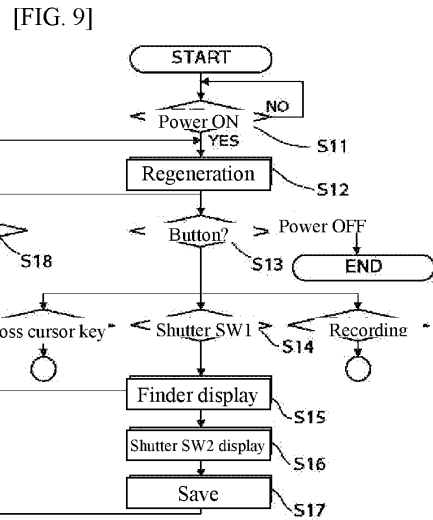 [FIG. 9]
START
NO
Power ON
S11
YES
Regeneration
S12
Button?
Power OFF
S18
S13
END
oss cursor key
Shutter SW1
S14
Recording
Finder display
S15
Shutter SW2 display
S16
Save
S17